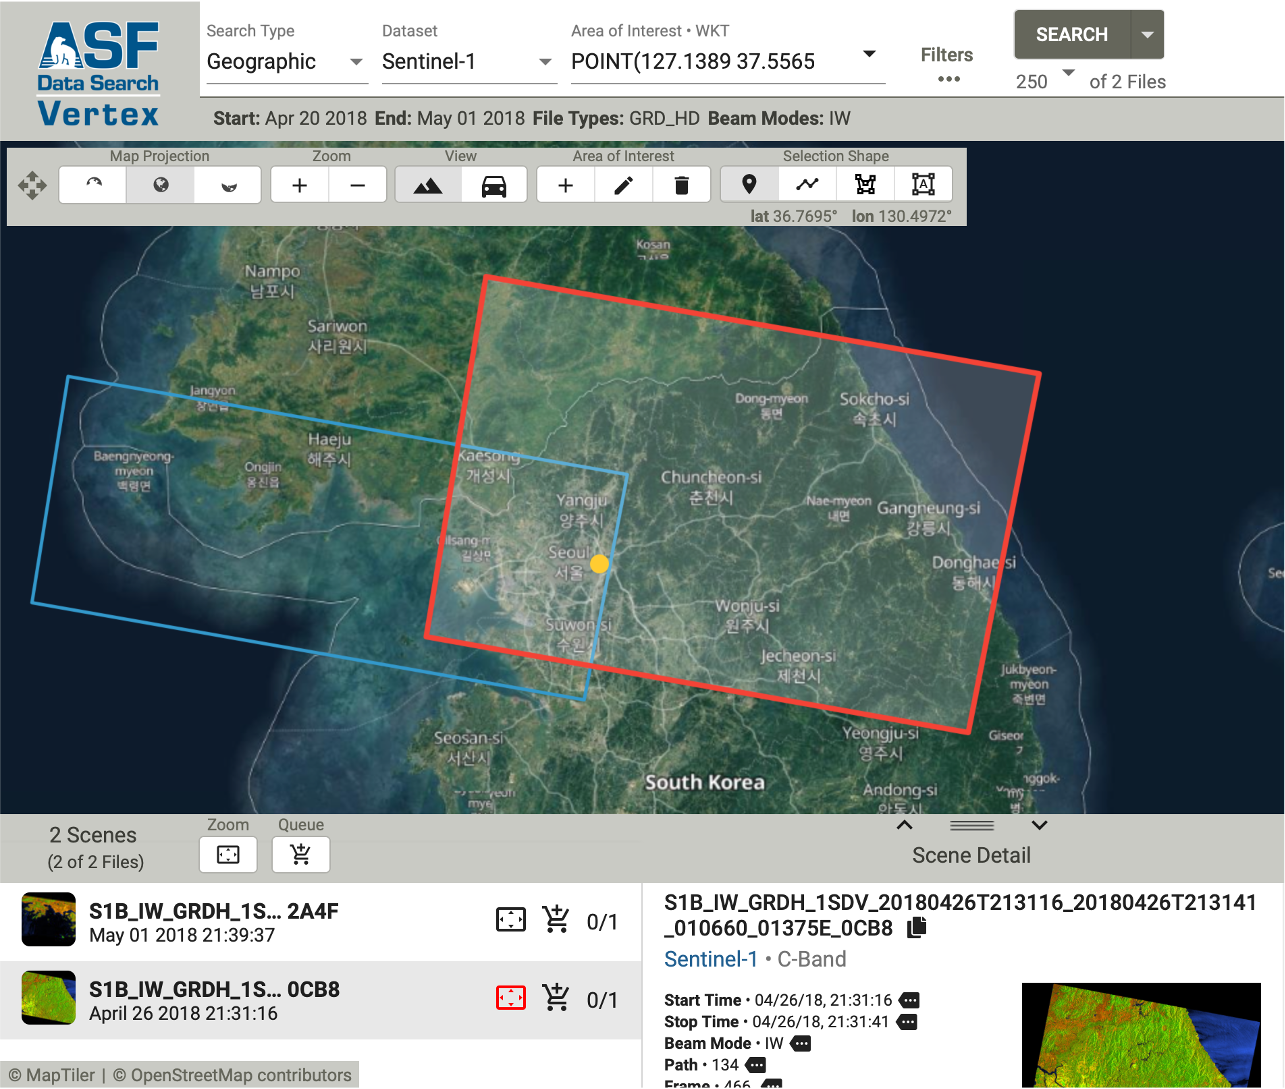 ASF
Data Search
Vertex
Search Type
Geographic
Dataset
Sentinel-1
Area of Interest • WKT
POINT(127.1389 37.5565
Filters
•••
SEARCH
250 of 2 Files
Start: Apr 20 2018 End: May 01 2018 File Types: GRD_HD Beam Modes: IW
Map Projection
Zoom
View
Area of Interest
Selection Shape
A
lat 36.7695° lon 130.4972°
Kosan
Nampo
남포시
Sariwon
사리원시
Jangyon
Haeju
해주시
Baengnyeong-
myeon
백령면
Ongjin
옹진읍
Kaesong
개성시
Yangju
양주시
Seoul
서울
길상면
Suwon-si
수원시
Dong-myeon
동면
Sokcho-si
속초시
Chuncheon-si
춘천시
Nae-myeon
내면
Gangneung-si
강릉시
Donghae-si
동해시
Wonju-si
원주시
Jecheon-si
제천시
Jukbyeon-
myeon
죽변면
Seosan-si
서산시
Yeongju-si
영주시
South Korea
Andong-si
안동시
2 Scenes
(2 of 2 Files)
Zoom
Queue
Scene Detail
S1B_IW_GRDH_1S... 2A4F
May 01 2018 21:39:37
0/1
S1B_IW_GRDH_1S... 0CB8
April 26 2018 21:31:16
0/1
S1B_IW_GRDH_1SDV_20180426T213116_20180426T213141
_010660_01375E_0CB8
Sentinel-1 • C-Band
Start Time • 04/26/18, 21:31:16
Stop Time • 04/26/18, 21:31:41
Beam Mode • IW
Path • 134
Frame • 466
© MapTiler | © OpenStreetMap contributors